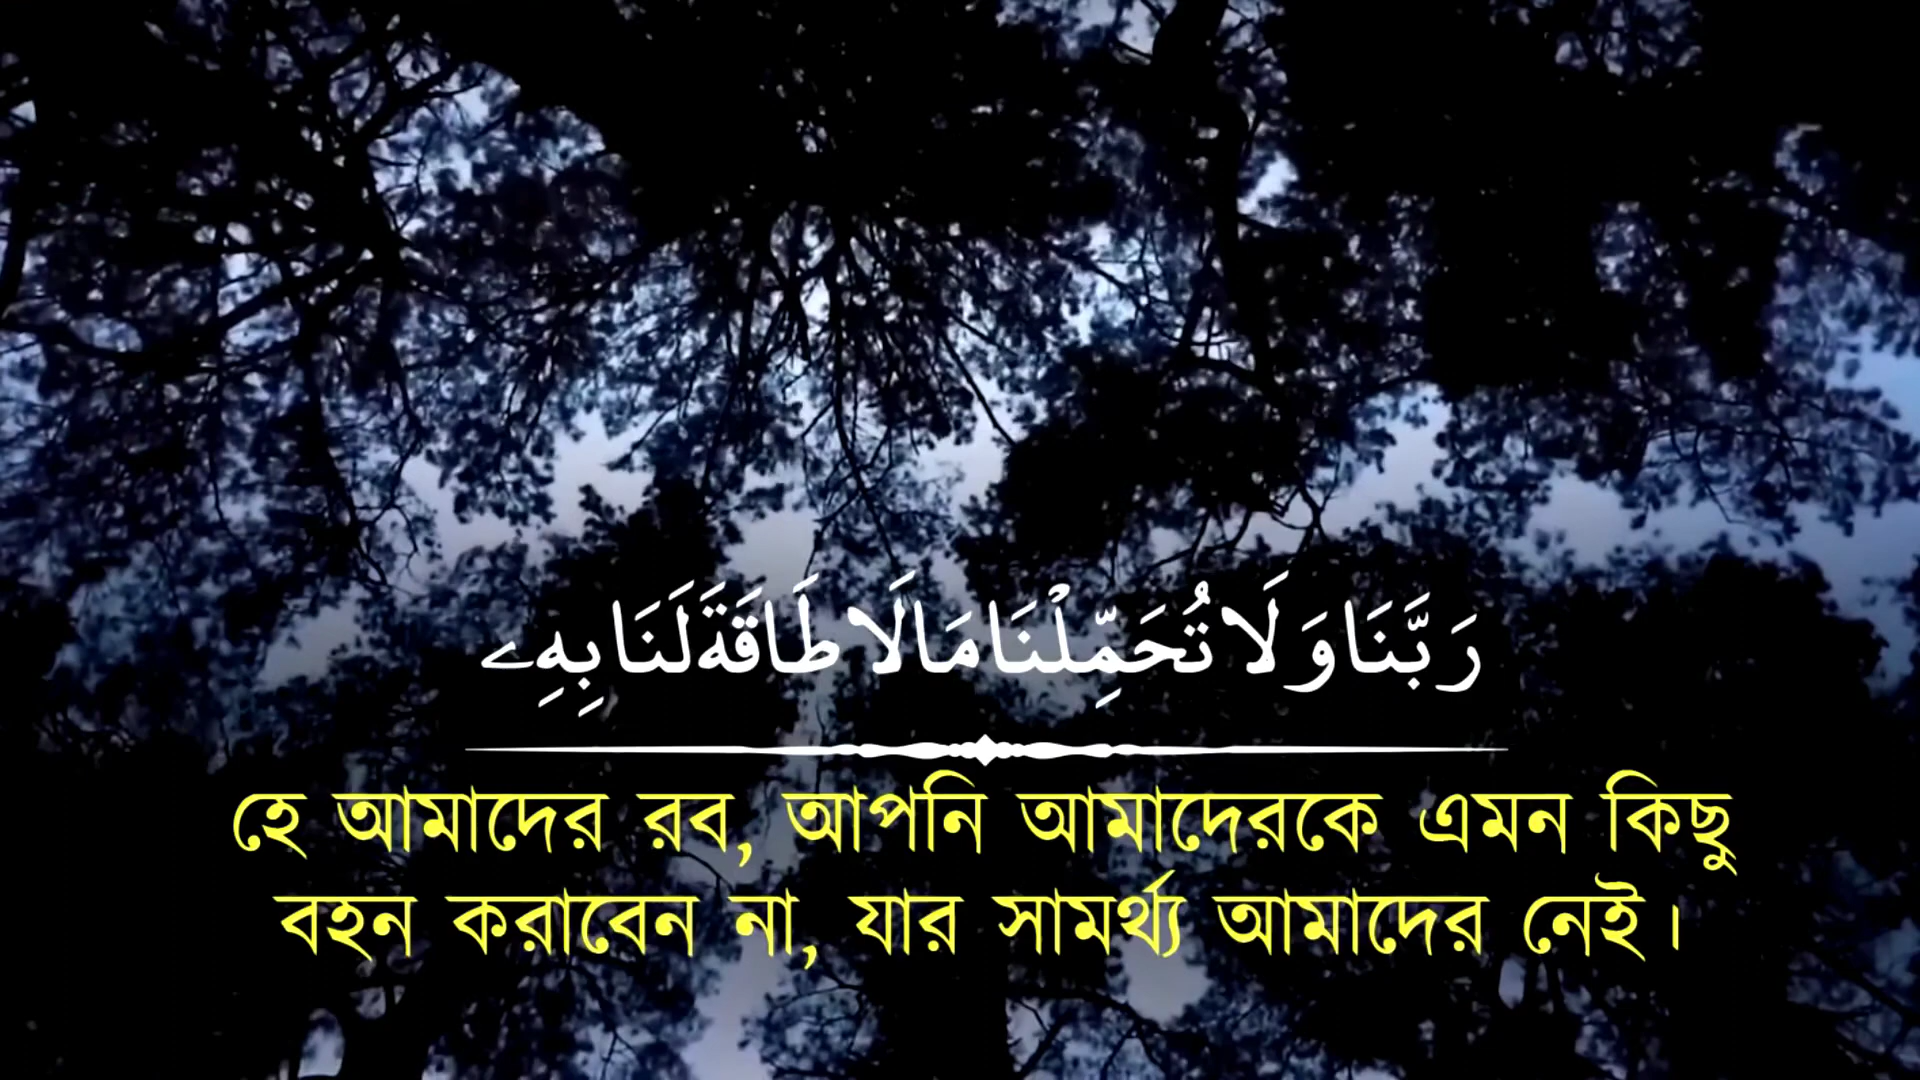 رَبَّنَا وَلَا تُحَمِّلْنَا مَا لَا طَاقَةَ لَنَا بِهِۦ
হে আমাদের রব, আপনি আমাদেরকে এমন কিছু
বহন করাবেন না, যার সামর্থ্য আমাদের নেই।